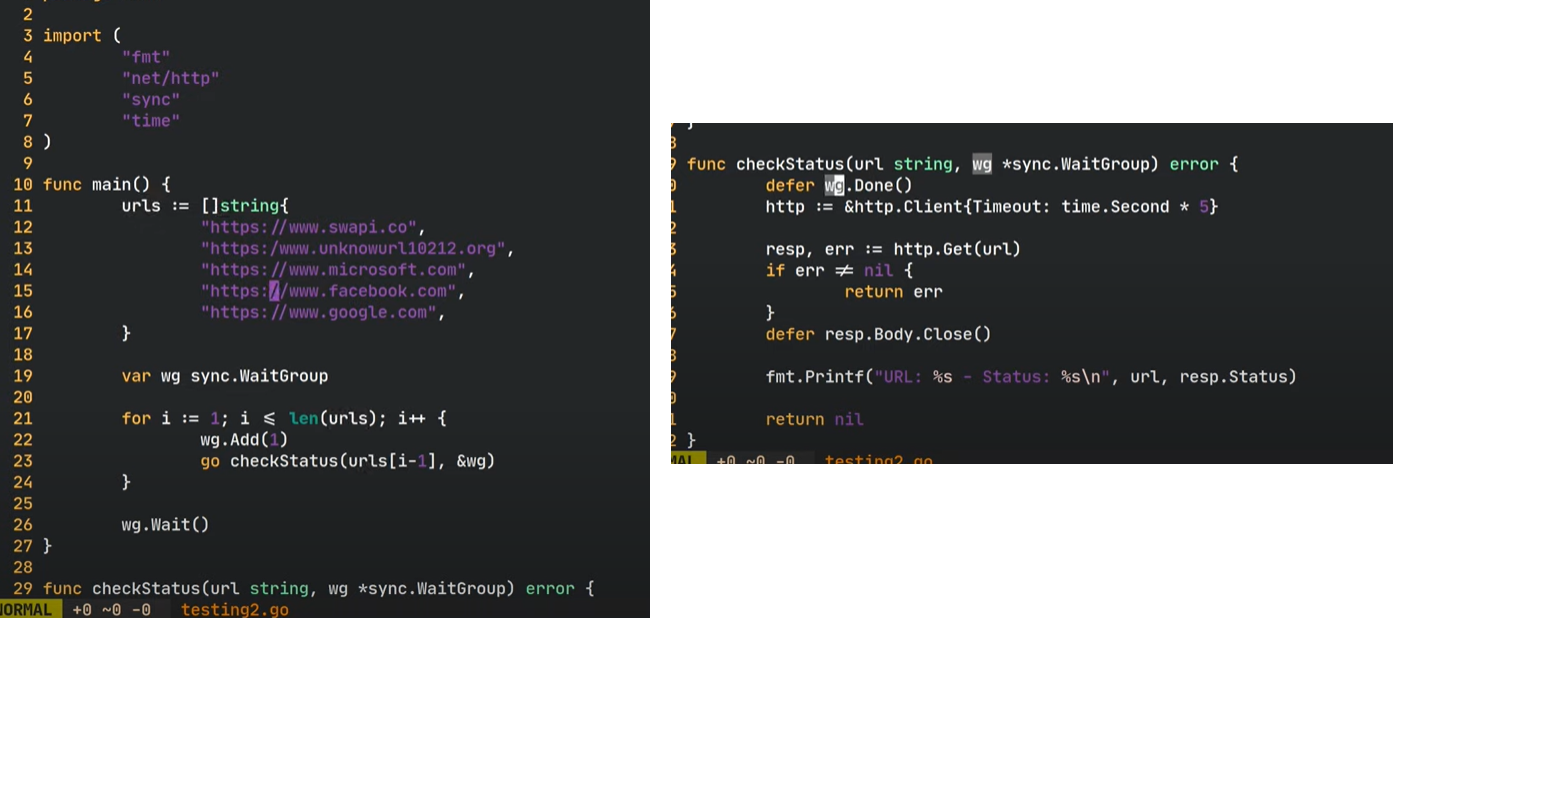 2
3 import (
4 "fmt"
5 "net/http"
6 "sync"
7 "time"
8 )
9
10 func main() {
11 urls := []string{
12 "https://www.swapi.co",
13 "https:/www.unknowurl10212.org",
14 "https://www.microsoft.com",
15 "https://www.facebook.com",
16 "https://www.google.com",
17 }
18
19 var wg sync.WaitGroup
20
21 for i := 1; i <= len(urls); i++ {
22 wg.Add(1)
23 go checkStatus(urls[i-1], &wg)
24 }
25
26 wg.Wait()
27 }
28
29 func checkStatus(url string, wg *sync.WaitGroup) error {
NORMAL +0 ~0 -0 testing2.go
}
8
9 func checkStatus(url string, wg *sync.WaitGroup) error {
0 defer wg.Done()
1 http := &http.Client{Timeout: time.Second * 5}
2
3 resp, err := http.Get(url)
4 if err != nil {
5 return err
6 }
7 defer resp.Body.Close()
8
9 fmt.Printf("URL: %s - Status: %s\n", url, resp.Status)
0
1 return nil
2 }
MAL +0 ~0 -0 testing2.go